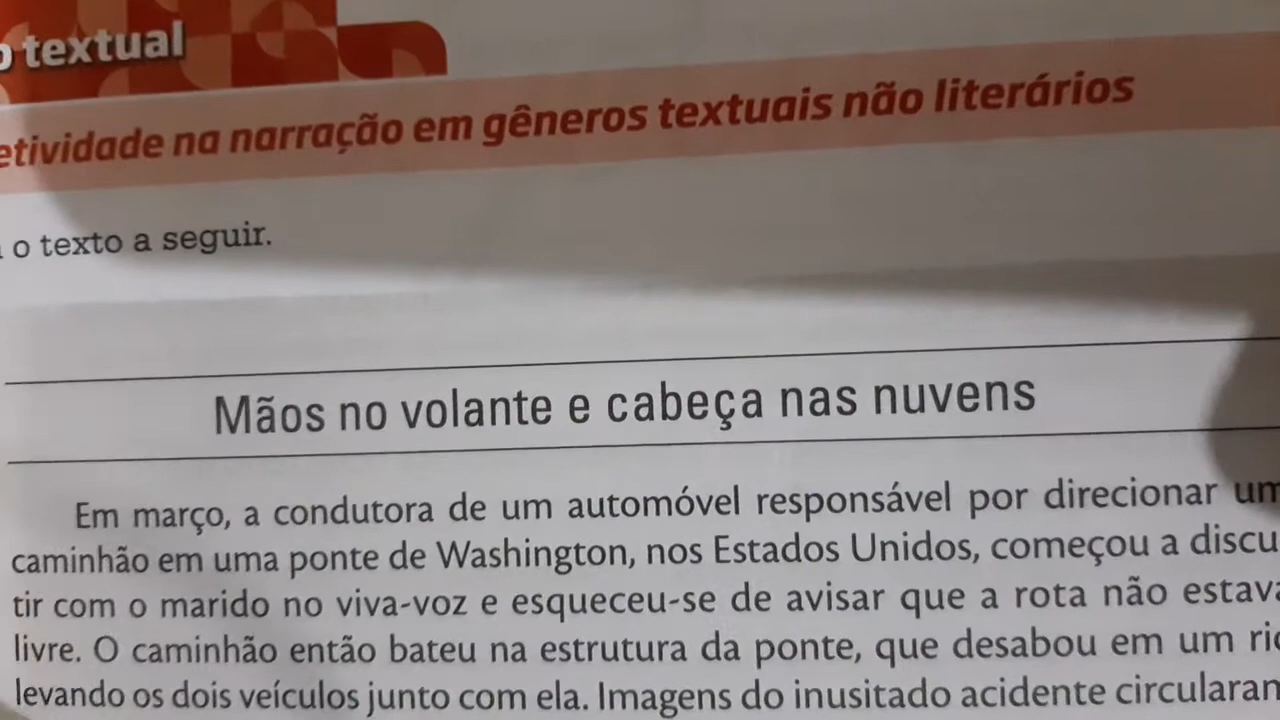 textual
na narração em gêneros textuais não literários
o texto a seguir.
Mãos no volante e cabeça nas nuvens
Em março, a condutora de um automóvel responsável por direcionar um
caminhão em uma ponte de Washington, nos Estados Unidos, começou a discu
tir com o marido no viva-voz e esqueceu-se de avisar que a rota não estava
livre. O caminhão então bateu na estrutura da ponte, que desabou em um rio
levando os dois veículos junto com ela. Imagens do inusitado acidente circularam